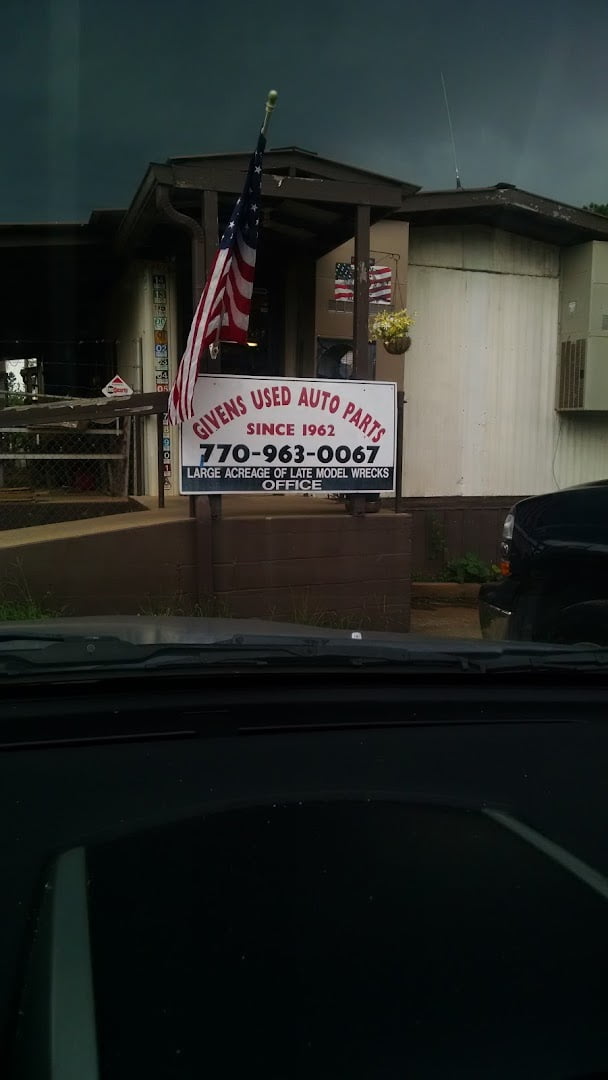 GIVENS USED AUTO PARTS
SINCE 1962
770-963-0067
LARGE ACREAGE OF LATE MODEL WRECKS
OFFICE